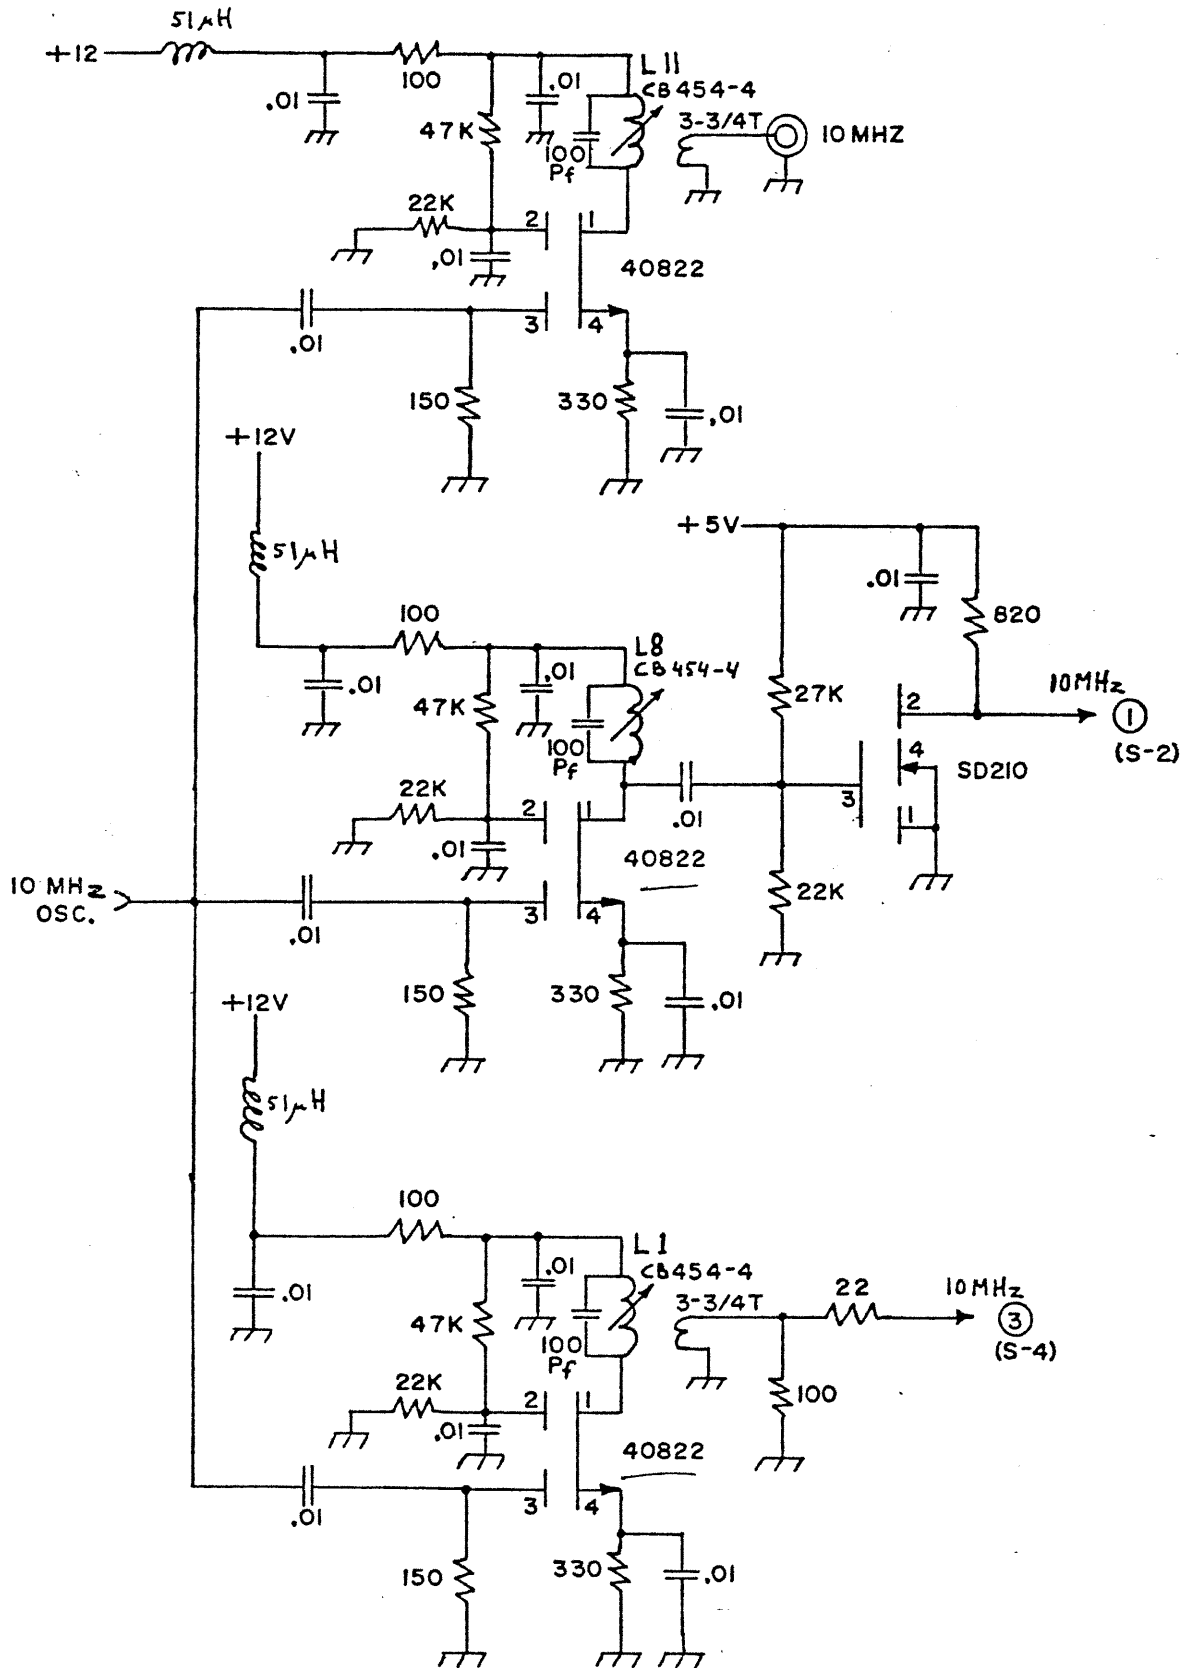 51μH
+12
100
.01
.01
L11
CB454-4
3-3/4T
10 MHZ
47K
100
Pf
22K
2
1
.01
40822
3
4
.01
150
330
.01
+12V
51μH
+5V
.01
820
100
L8
CB454-4
.01
.01
47K
27K
10MHz
2
1
(S-2)
100
Pf
4
SD210
3
1
22K
2
1
.01
.01
40822
22K
10 MHz
OSC.
3
4
.01
150
330
.01
+12V
51μH
100
L1
CB454-4
.01
.01
3-3/4T
22
10MHz
3
(S-4)
47K
100
Pf
100
22K
2
1
.01
40822
3
4
.01
150
330
.01